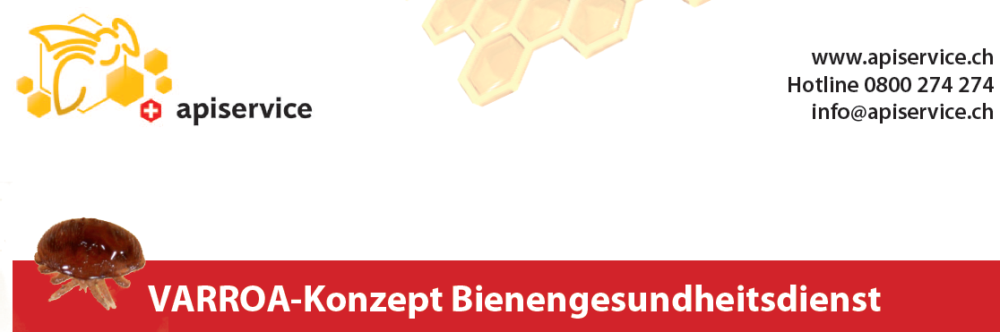 apiservice
www.apiservice.ch
Hotline 0800 274 274
info@apiservice.ch
VARROA-Konzept Bienengesundheitsdienst